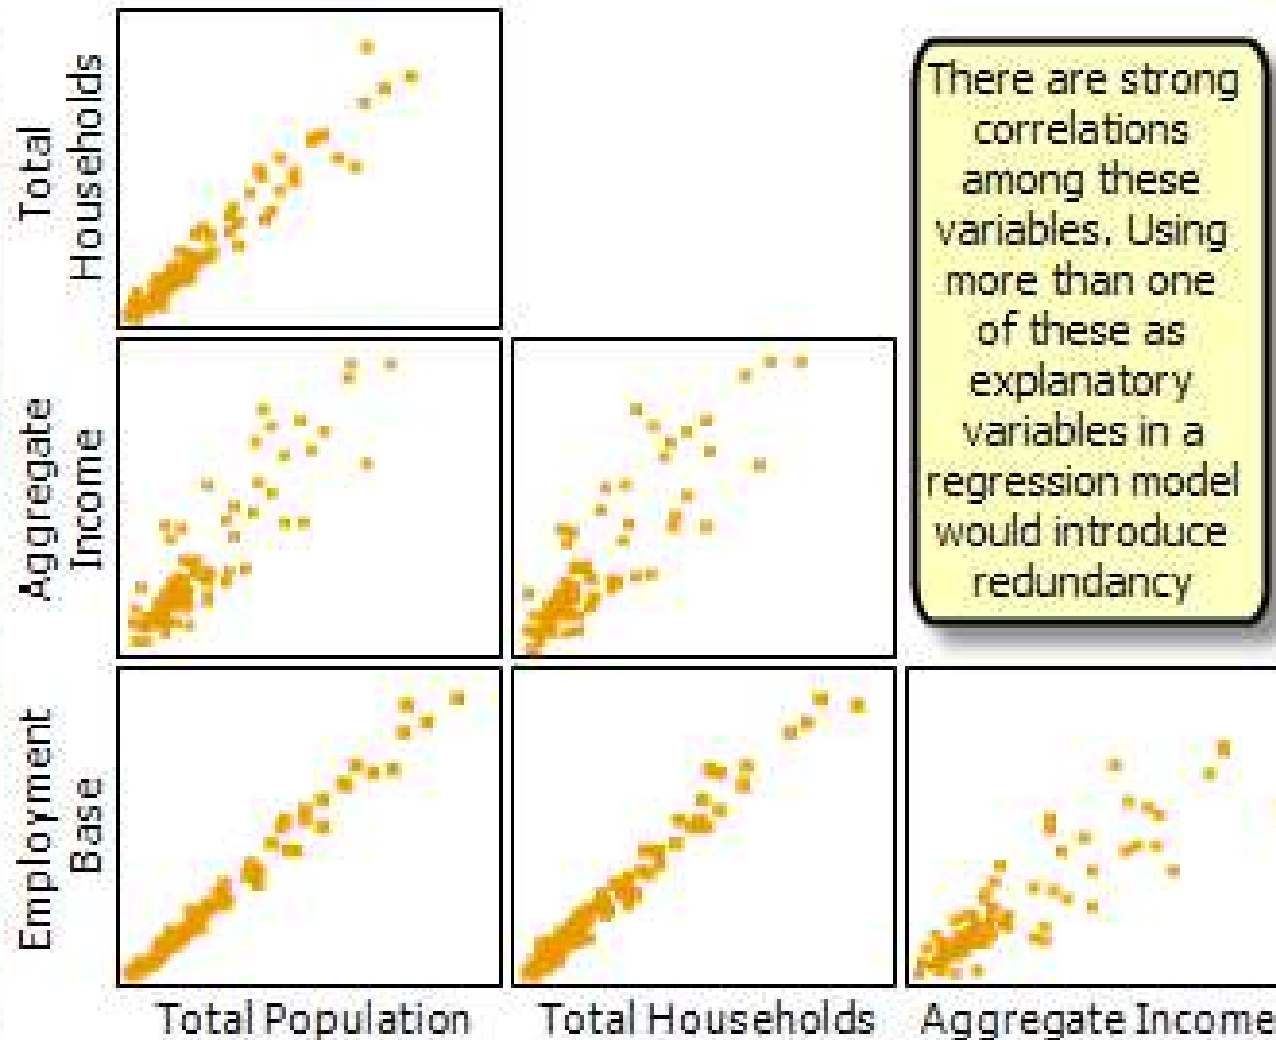 Total
Households
There are strong
correlations
among these
variables. Using
more than one
of these as
explanatory
variables in a
regression model
would introduce
redundancy
Aggregate
Income
Employment
Base
Total Population
Total Households
Aggregate Income